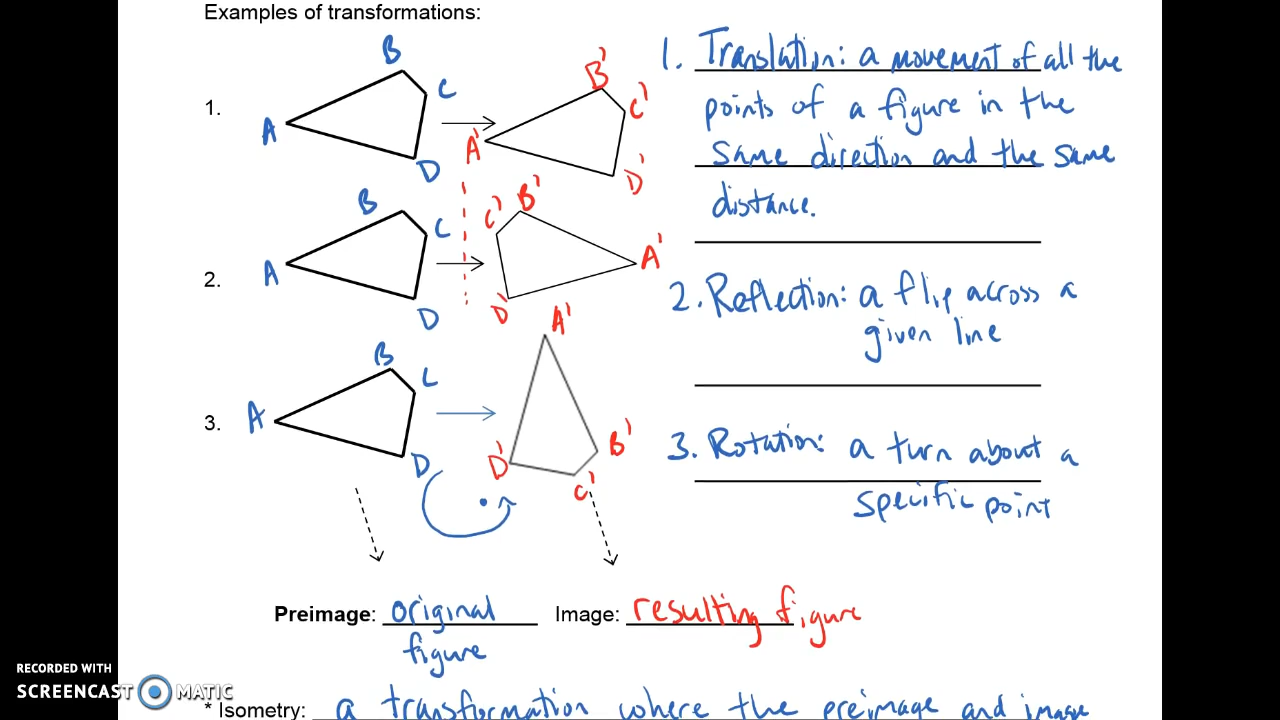 Examples of transformations:
1.
A B C D
A' B' C' D'
1. Translation: a movement of all the
points of a figure in the
same direction and the same
distance.
2.
A B C D
C' B' A' D'
2. Reflection: a flip across a
given line
3.
A B C D
A' B' C' D'
3. Rotation: a turn about a
specific point
Preimage: original figure
Image: resulting figure
* Isometry: a transformation where the preimage and image
RECORDED WITH
SCREENCAST MATIC